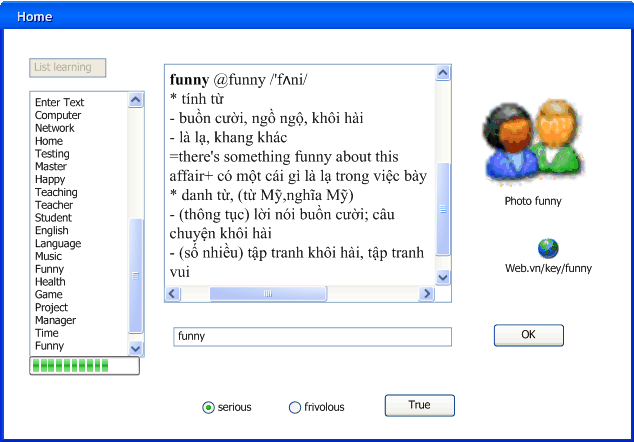 Home
List learning
Enter Text
Computer
Network
Home
Testing
Master
Happy
Teaching
Teacher
Student
English
Language
Music
Funny
Health
Game
Project
Manager
Time
Funny
funny @funny /'fʌni/
* tính từ
- buồn cười, ngồ ngộ, khôi hài
- là lạ, khang khác
=there's something funny about this
affair+ có một cái gì là lạ trong việc bày
* danh từ, (từ Mỹ,nghĩa Mỹ)
- (thông tục) lời nói buồn cười; câu
chuyện khôi hài
- (số nhiều) tập tranh khôi hài, tập tranh
vui
Photo funny
Web.vn/key/funny
funny
OK
serious
frivolous
True